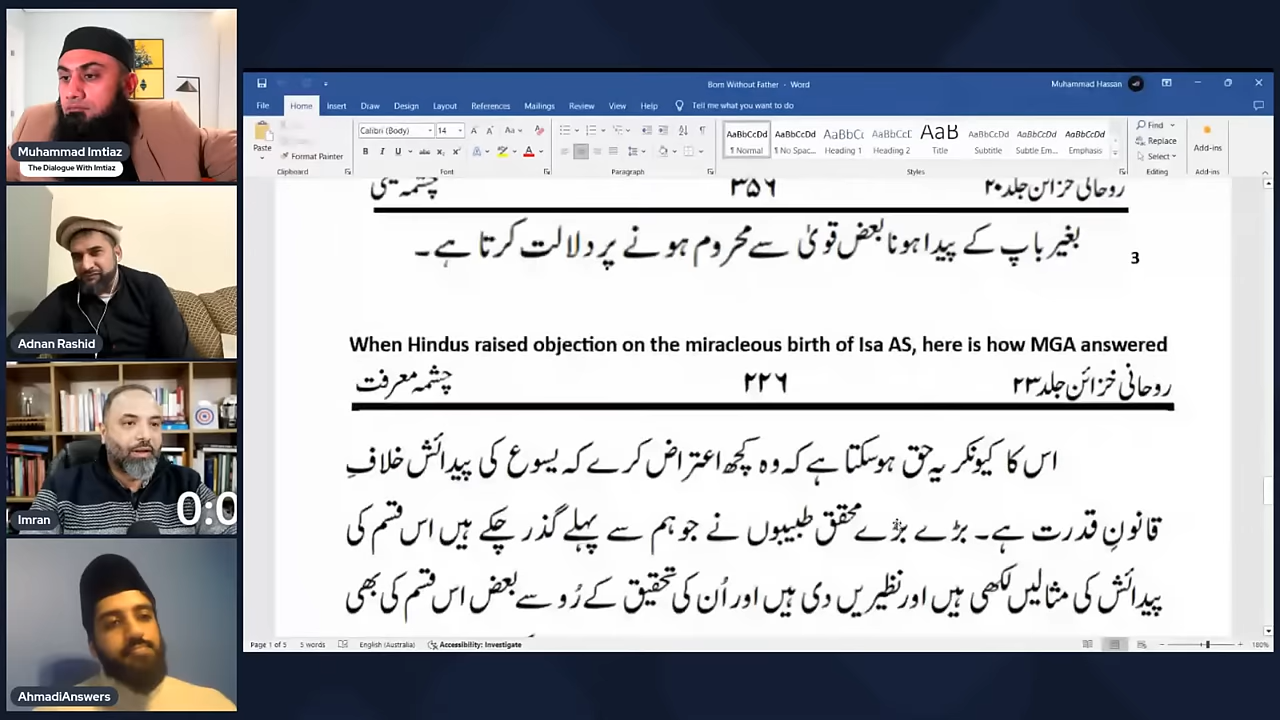 Muhammad Imtiaz
The Dialogue With Imtiaz
Adnan Rashid
Imran
0:0
AhmadiAnswers
Born Without Father - Word
Muhammad Hassan
File Home Insert Draw Design Layout References Mailings Review View Help Tell me what you want to do
Paste
Format Painter
Clipboard
Calibri (Body) 14
Font
Paragraph
AaBbCcDd AaBbCcDd AaBbCc AaBbCcC AaB AaBbCcD AaBbCcDd AaBbCcDd
¶ Normal ¶ No Spac... Heading 1 Heading 2 Title Subtitle Subtle Em... Emphasis
Styles
Find
Replace
Select
Editing
Add-ins
Add-ins
روحانی خزائن جلد ۲۰ ۳۵۶
بغیر باپ کے پیدا ہونا بعض قویٰ سے محروم ہونے پر دلالت کرتا ہے۔
3
When Hindus raised objection on the miracleous birth of Isa AS, here is how MGA answered
روحانی خزائن جلد ۲۳ ۲۲۶ چشمہ معرفت
اس کا کیونکر یہ حق ہوسکتا ہے کہ وہ کچھ اعتراض کرے کہ یسوع کی پیدائش خلافِ
قانونِ قدرت ہے۔ بڑے بڑے محقق طبیبوں نے جو ہم سے پہلے گذر چکے ہیں اس قسم کی
پیدائش کی مثالیں لکھی ہیں اور نظیریں دی ہیں اور اُن کی تحقیق کے رُو سے بعض اس قسم کی بھی
Page 1 of 5 5 words English (Australia) Accessibility: Investigate
180%